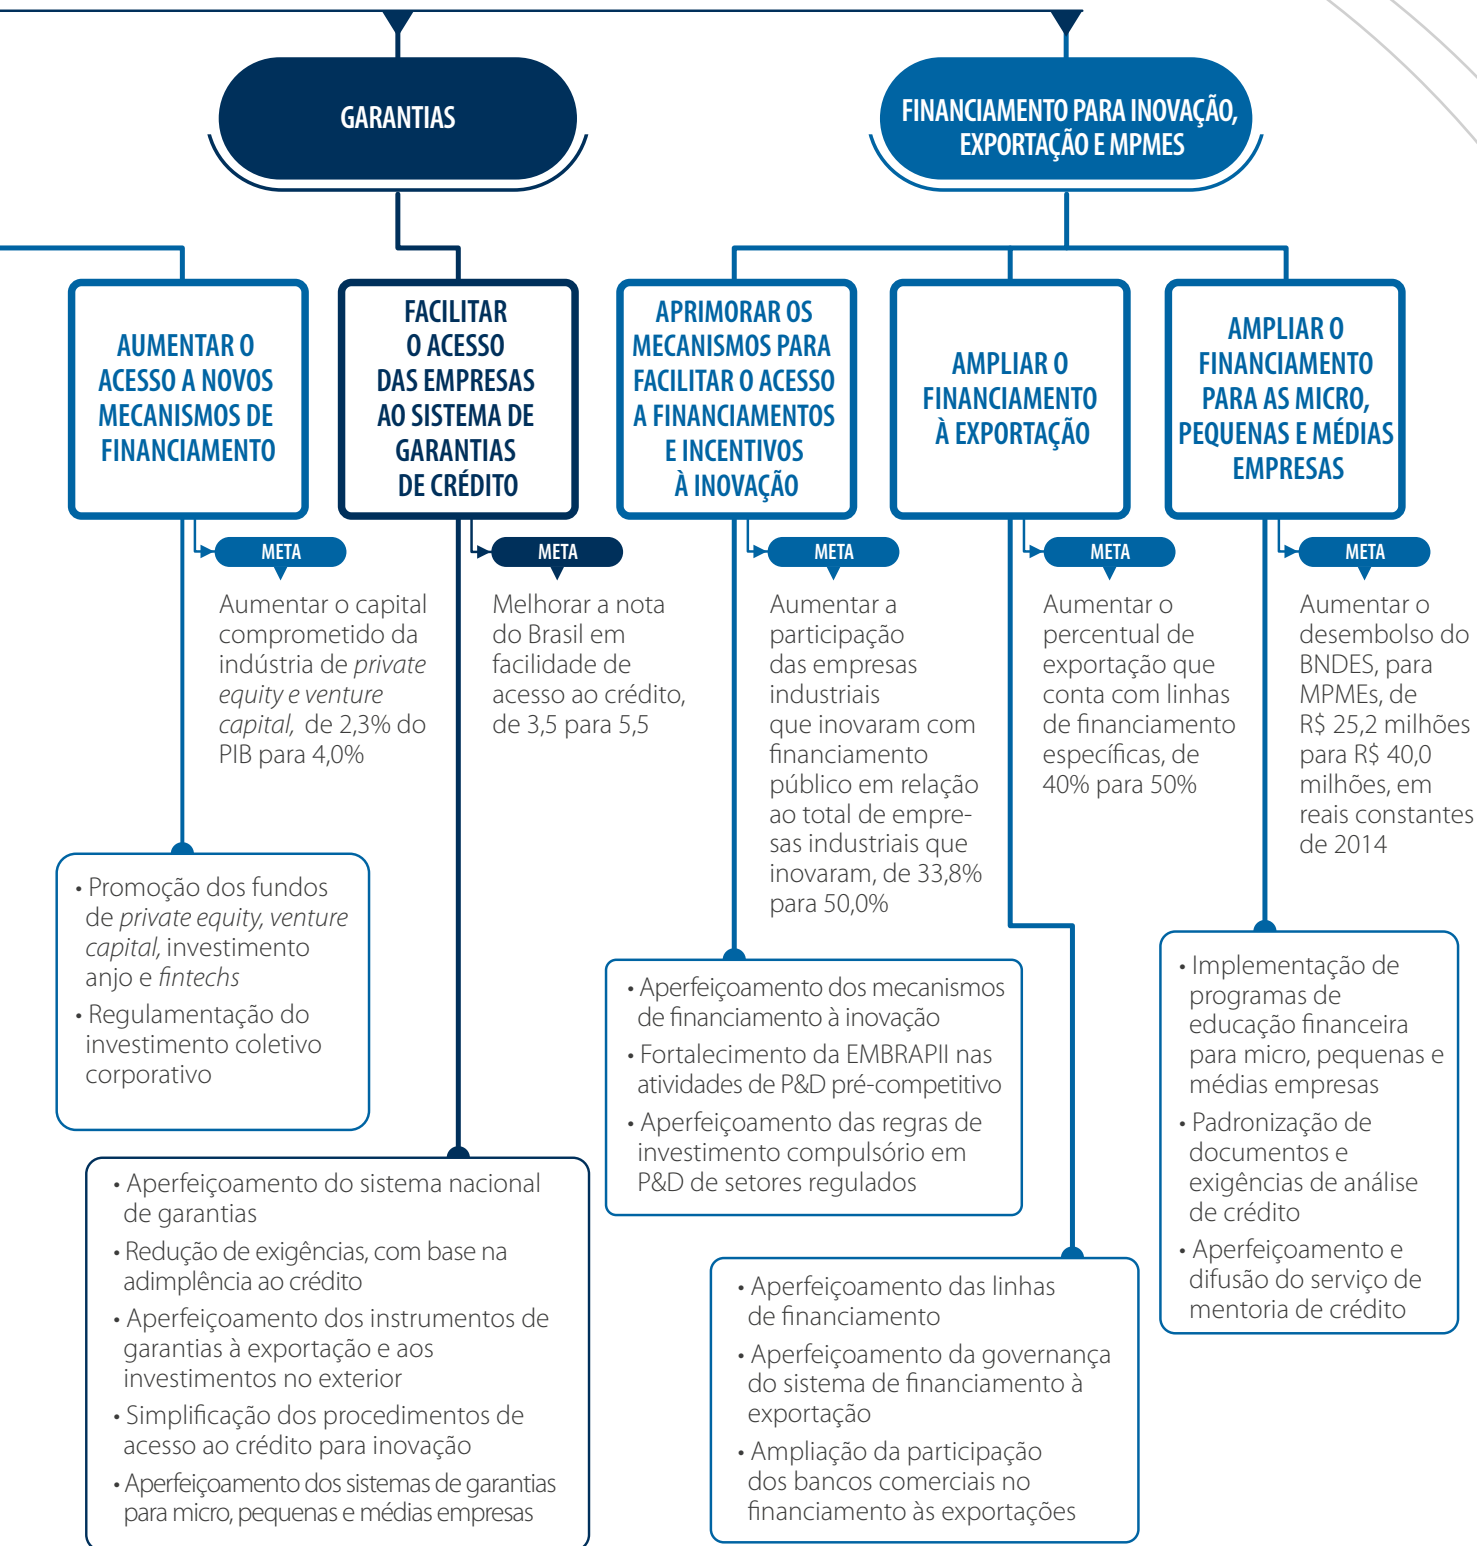 GARANTIAS
FINANCIAMENTO PARA INOVAÇÃO,
EXPORTAÇÃO E MPMES
AUMENTAR O
ACESSO A NOVOS
MECANISMOS DE
FINANCIAMENTO
META
Aumentar o capital
comprometido da
indústria de private
equity e venture
capital, de 2,3% do
PIB para 4,0%
• Promoção dos fundos
de private equity, venture
capital, investimento
anjo e fintechs
• Regulamentação do
investimento coletivo
corporativo
FACILITAR
O ACESSO
DAS EMPRESAS
AO SISTEMA DE
GARANTIAS
DE CRÉDITO
META
Melhorar a nota
do Brasil em
facilidade de
acesso ao crédito,
de 3,5 para 5,5
• Aperfeiçoamento do sistema nacional
de garantias
• Redução de exigências, com base na
adimplência ao crédito
• Aperfeiçoamento dos instrumentos de
garantias à exportação e aos
investimentos no exterior
• Simplificação dos procedimentos de
acesso ao crédito para inovação
• Aperfeiçoamento dos sistemas de garantias
para micro, pequenas e médias empresas
APRIMORAR OS
MECANISMOS PARA
FACILITAR O ACESSO
A FINANCIAMENTOS
E INCENTIVOS
À INOVAÇÃO
META
Aumentar a
participação
das empresas
industriais
que inovaram com
financiamento
público em relação
ao total de empre-
sas industriais que
inovaram, de 33,8%
para 50,0%
• Aperfeiçoamento dos mecanismos
de financiamento à inovação
• Fortalecimento da EMBRAPII nas
atividades de P&D pré-competitivo
• Aperfeiçoamento das regras de
investimento compulsório em
P&D de setores regulados
AMPLIAR O
FINANCIAMENTO
À EXPORTAÇÃO
META
Aumentar o
percentual de
exportação que
conta com linhas
de financiamento
específicas, de
40% para 50%
• Aperfeiçoamento das linhas
de financiamento
• Aperfeiçoamento da governança
do sistema de financiamento à
exportação
• Ampliação da participação
dos bancos comerciais no
financiamento às exportações
AMPLIAR O
FINANCIAMENTO
PARA AS MICRO,
PEQUENAS E MÉDIAS
EMPRESAS
META
Aumentar o
desembolso do
BNDES, para
MPMEs, de
R$ 25,2 milhões
para R$ 40,0
milhões, em
reais constantes
de 2014
• Implementação de
programas de
educação financeira
para micro, pequenas e
médias empresas
• Padronização de
documentos e
exigências de análise
de crédito
• Aperfeiçoamento e
difusão do serviço de
mentoria de crédito